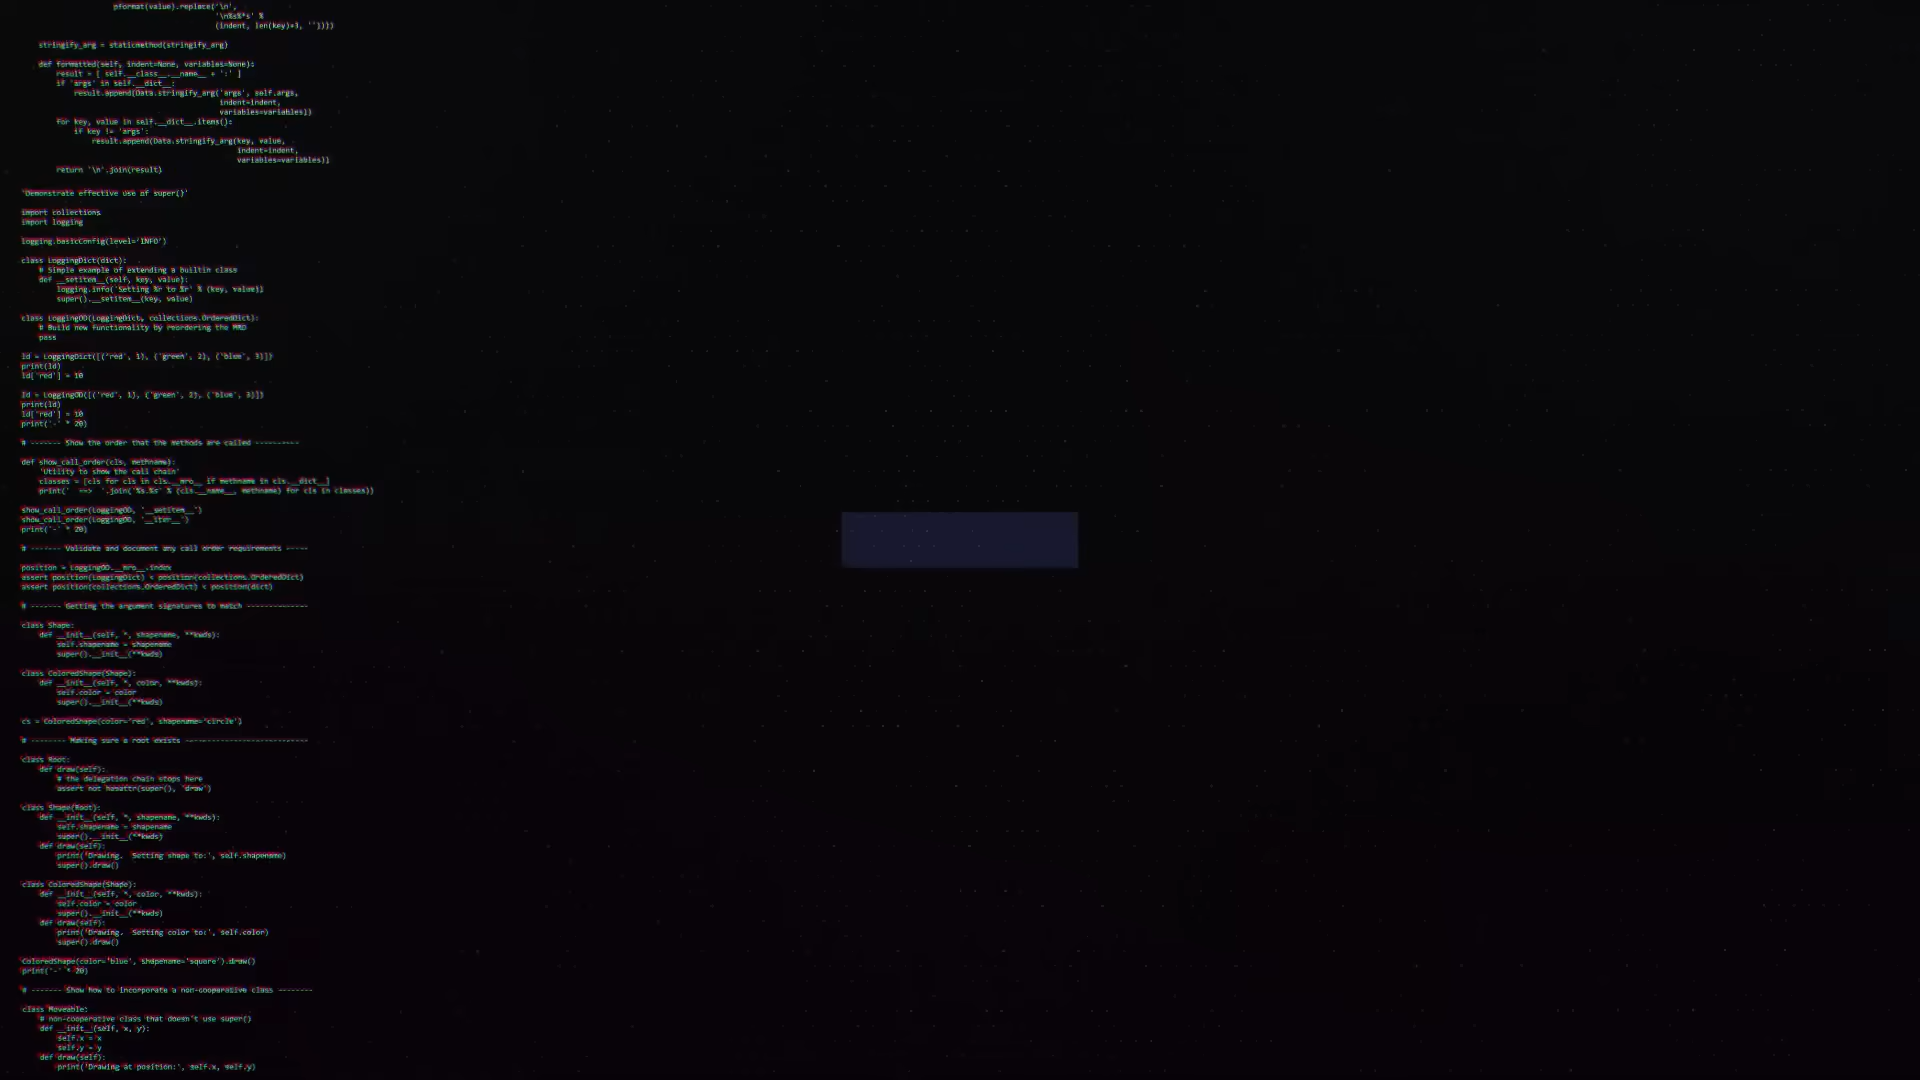 pformat(value).replace('\n',
'\n%s%*s' %
(indent, len(key)+3, ''))))
stringify_arg = staticmethod(stringify_arg)
def formatted(self, indent=None, variables=None):
result = [ self.__class__.__name__ + ':' ]
if 'args' in self.__dict__:
result.append(Data.stringify_arg('args', self.args,
indent=indent,
variables=variables))
for key, value in self.__dict__.items():
if key != 'args':
result.append(Data.stringify_arg(key, value,
indent=indent,
variables=variables))
return '\n'.join(result)
'Demonstrate effective use of super()'
import collections
import logging
logging.basicConfig(level='INFO')
class LoggingDict(dict):
# Simple example of extending a builtin class
def __setitem__(self, key, value):
logging.info('Setting %r to %r' % (key, value))
super().__setitem__(key, value)
class LoggingOD(LoggingDict, collections.OrderedDict):
# Build new functionality by reordering the MRO
pass
ld = LoggingDict([('red', 1), ('green', 2), ('blue', 3)])
print(ld)
ld['red'] = 10
ld = LoggingOD([('red', 1), ('green', 2), ('blue', 3)])
print(ld)
ld['red'] = 10
print('-' * 20)
# ------- Show the order that the methods are called ----------
def show_call_order(cls, methname):
'Utility to show the call chain'
classes = [cls for cls in cls.__mro__ if methname in cls.__dict__]
print('  ==>  '.join('%s.%s' % (cls.__name__, methname) for cls in classes))
show_call_order(LoggingOD, '__setitem__')
show_call_order(LoggingOD, '__iter__')
print('-' * 20)
# ------- Validate and document any call order requirements -----
position = LoggingOD.__mro__.index
assert position(LoggingDict) < position(collections.OrderedDict)
assert position(collections.OrderedDict) < position(dict)
# ------- Getting the argument signatures to match --------------
class Shape:
def __init__(self, *, shapename, **kwds):
self.shapename = shapename
super().__init__(**kwds)
class ColoredShape(Shape):
def __init__(self, *, color, **kwds):
self.color = color
super().__init__(**kwds)
cs = ColoredShape(color='red', shapename='circle')
# -------- Making sure a root exists ----------------------------
class Root:
def draw(self):
# the delegation chain stops here
assert not hasattr(super(), 'draw')
class Shape(Root):
def __init__(self, *, shapename, **kwds):
self.shapename = shapename
super().__init__(**kwds)
def draw(self):
print('Drawing.  Setting shape to:', self.shapename)
super().draw()
class ColoredShape(Shape):
def __init__(self, *, color, **kwds):
self.color = color
super().__init__(**kwds)
def draw(self):
print('Drawing.  Setting color to:', self.color)
super().draw()
ColoredShape(color='blue', shapename='square').draw()
print('-' * 20)
# ------- Show how to incorporate a non-cooperative class --------
class Moveable:
# non-cooperative class that doesn't use super()
def __init__(self, x, y):
self.x = x
self.y = y
def draw(self):
print('Drawing at position:', self.x, self.y)